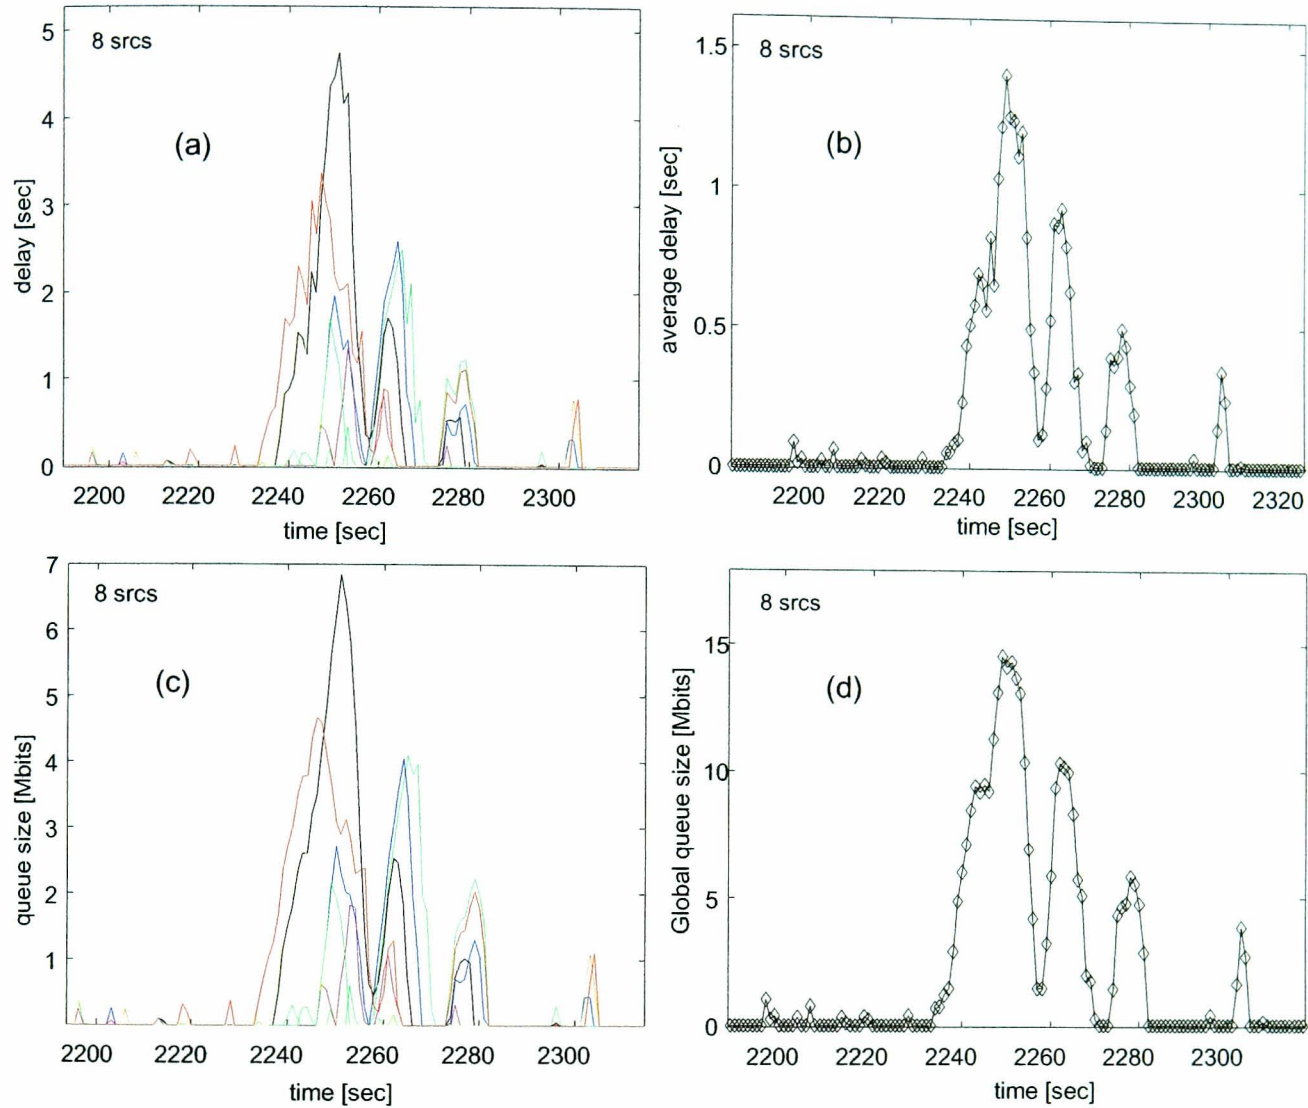 5
4
3
2
1
0
8 srcs
(a)
delay [sec]
2200
2220
2240
2260
2280
2300
time [sec]
1.5
1
0.5
0
8 srcs
(b)
average delay [sec]
2200
2220
2240
2260
2280
2300
2320
time [sec]
7
6
5
4
3
2
1
8 srcs
(c)
queue size [Mbits]
2200
2220
2240
2260
2280
2300
time [sec]
15
10
5
0
8 srcs
(d)
Global queue size [Mbits]
2200
2220
2240
2260
2280
2300
time [sec]